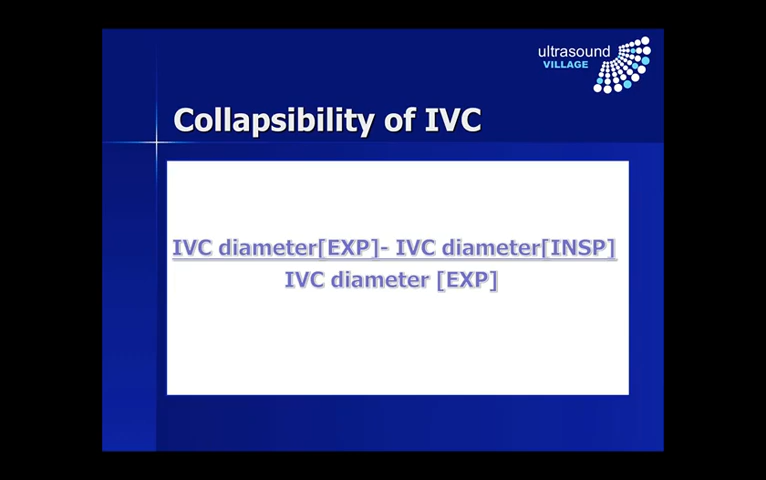 ultrasound
VILLAGE
Collapsibility of IVC
IVC diameter[EXP]- IVC diameter[INSP]
IVC diameter [EXP]